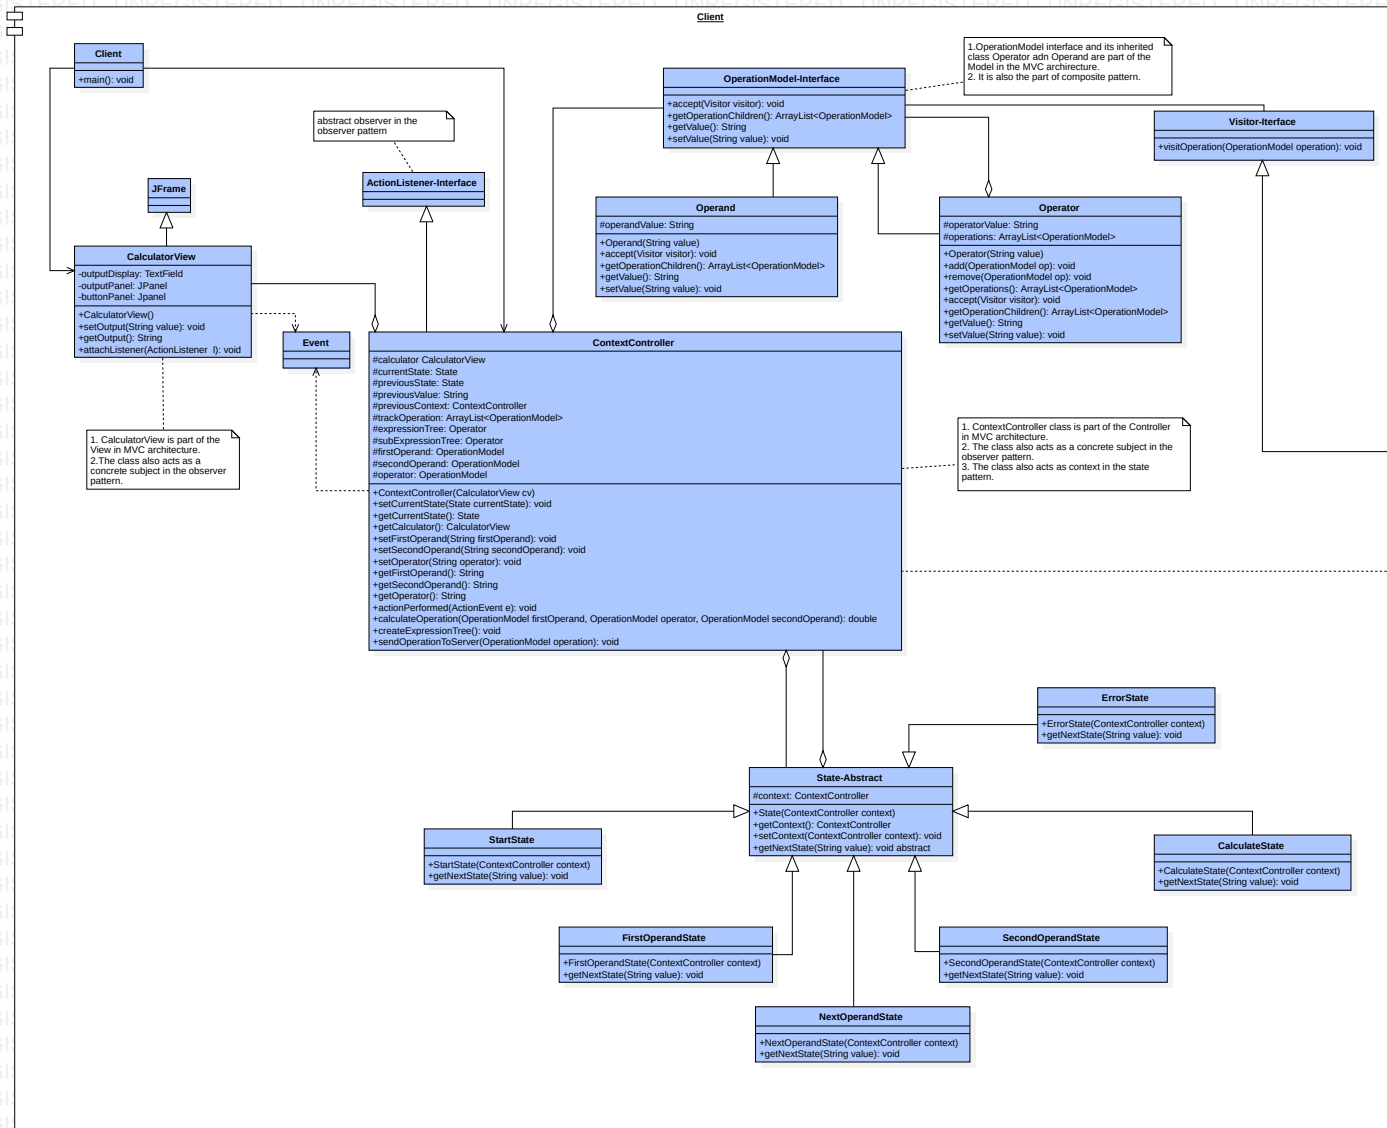 Client
Client
+main(): void
abstract observer in the
observer pattern
ActionListener-Interface
JFrame
CalculatorView
-outputDisplay: TextField
-outputPanel: JPanel
-buttonPanel: Jpanel
+CalculatorView()
+setOutput(String value): void
+getOutput(): String
+attachListener(ActionListener l): void
Event
1. CalculatorView is part of the
View in MVC architecture.
2.The class also acts as a
concrete subject in the observer
pattern.
OperationModel-Interface
+accept(Visitor visitor): void
+getOperationChildren(): ArrayList<OperationModel>
+getValue(): String
+setValue(String value): void
1.OperationModel interface and its inherited
class Operator adn Operand are part of the
Model in the MVC archirecture.
2. It is also the part of composite pattern.
Visitor-Iterface
+visitOperation(OperationModel operation): void
Operand
#operandValue: String
+Operand(String value)
+accept(Visitor visitor): void
+getOperationChildren(): ArrayList<OperationModel>
+getValue(): String
+setValue(String value): void
Operator
#operatorValue: String
#operations: ArrayList<OperationModel>
+Operator(String value)
+add(OperationModel op): void
+remove(OperationModel op): void
+getOperations(): ArrayList<OperationModel>
+accept(Visitor visitor): void
+getOperationChildren(): ArrayList<OperationModel>
+getValue(): String
+setValue(String value): void
ContextController
#calculator CalculatorView
#currentState: State
#previousState: State
#previousValue: String
#previousContext: ContextController
#trackOperation: ArrayList<OperationModel>
#expressionTree: Operator
#subExpressionTree: Operator
#firstOperand: OperationModel
#secondOperand: OperationModel
#operator: OperationModel
+ContextController(CalculatorView cv)
+setCurrentState(State currentState): void
+getCurrentState(): State
+getCalculator(): CalculatorView
+setFirstOperand(String firstOperand): void
+setSecondOperand(String secondOperand): void
+setOperator(String operator): void
+getFirstOperand(): String
+getSecondOperand(): String
+getOperator(): String
+actionPerformed(ActionEvent e): void
+calculateOperation(OperationModel firstOperand, OperationModel operator, OperationModel secondOperand): double
+createExpressionTree(): void
+sendOperationToServer(OperationModel operation): void
1. ContextController class is part of the Controller
in MVC architecture.
2. The class also acts as a concrete subject in the
observer pattern.
3. The class also acts as context in the state
pattern.
ErrorState
+ErrorState(ContextController context)
+getNextState(String value): void
State-Abstract
#context: ContextController
+State(ContextController context)
+getContext(): ContextController
+setContext(ContextController context): void
+getNextState(String value): void abstract
StartState
+StartState(ContextController context)
+getNextState(String value): void
CalculateState
+CalculateState(ContextController context)
+getNextState(String value): void
FirstOperandState
+FirstOperandState(ContextController context)
+getNextState(String value): void
SecondOperandState
+SecondOperandState(ContextController context)
+getNextState(String value): void
NextOperandState
+NextOperandState(ContextController context)
+getNextState(String value): void